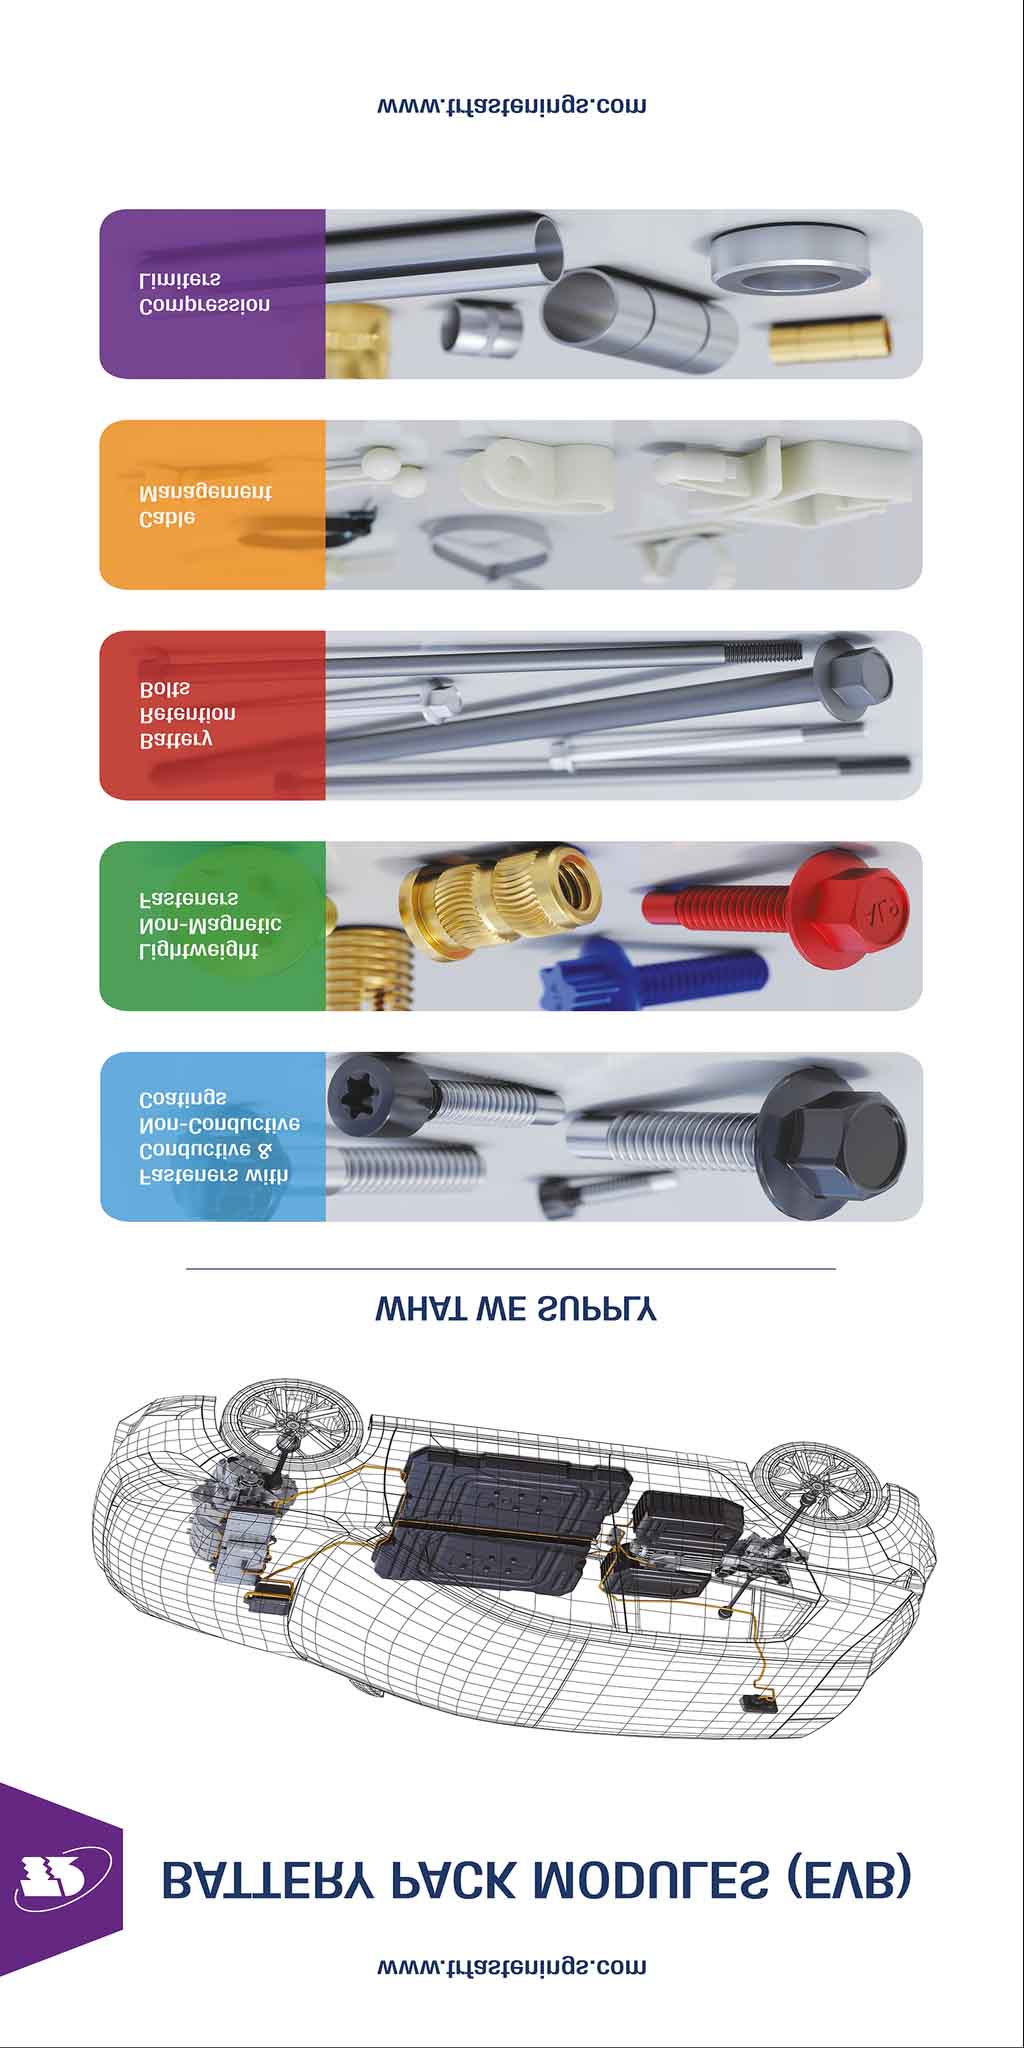 www.trfastenings.com
BATTERY PACK MODULES (EVB)
WHAT WE SUPPLY
Fasteners with
Conductive &
Non-Conductive
Coatings
Lightweight
Non-Magnetic
Fasteners
AL9
Battery
Retention
Bolts
Cable
Management
Compression
Limiters
www.trfastenings.com